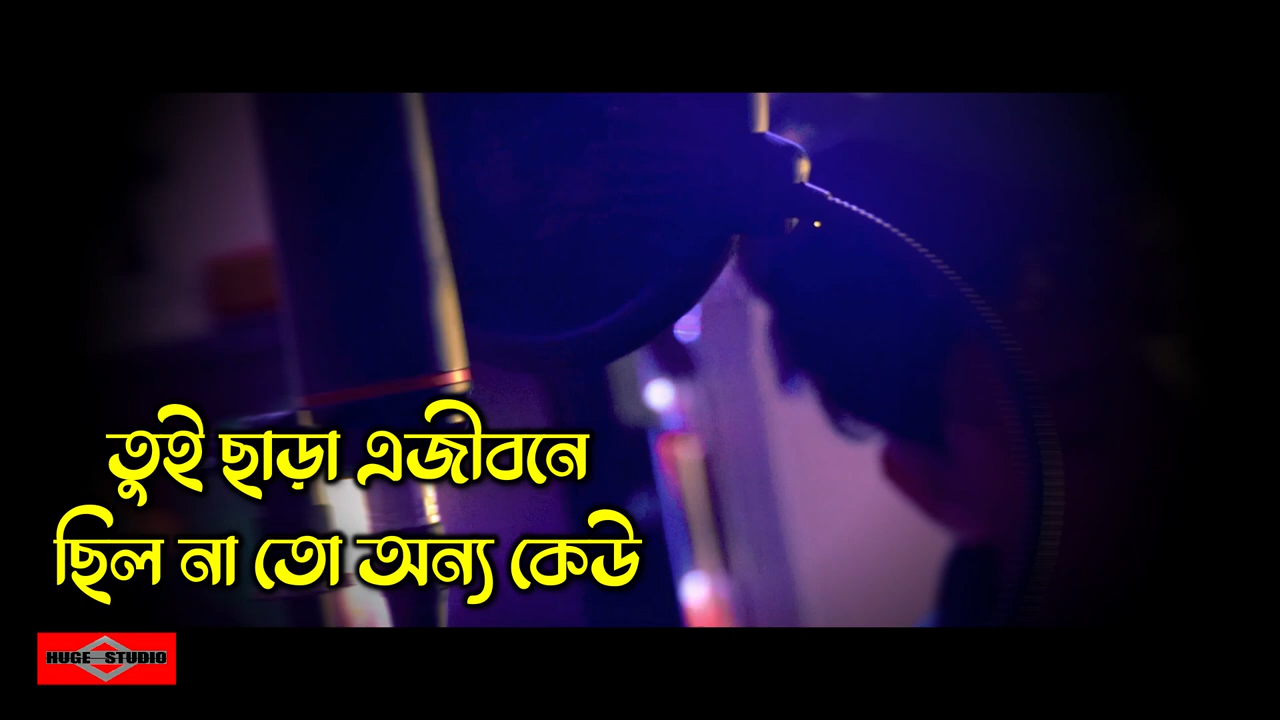 তুই ছাড়া এজীবনে
ছিল না তো অন্য কেউ
HUGE STUDIO